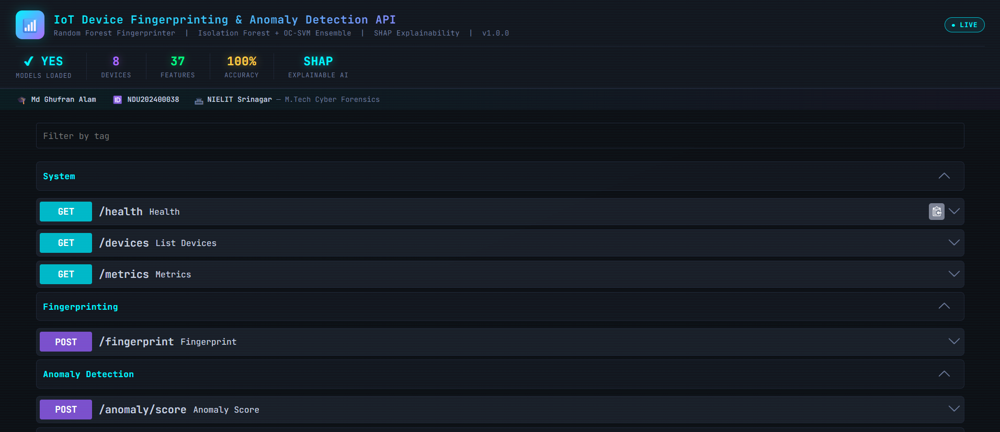 IoT Device Fingerprinting & Anomaly Detection API
Random Forest Fingerprinter | Isolation Forest + OC-SVM Ensemble | SHAP Explainability | v1.0.0
● LIVE
✔ YES
MODELS LOADED
8
DEVICES
37
FEATURES
100%
ACCURACY
SHAP
EXPLAINABLE AI
Md Ghufran Alam ID NDU202400038 NIELIT Srinagar — M.Tech Cyber Forensics
Filter by tag
System
GET /health Health
GET /devices List Devices
GET /metrics Metrics
Fingerprinting
POST /fingerprint Fingerprint
Anomaly Detection
POST /anomaly/score Anomaly Score